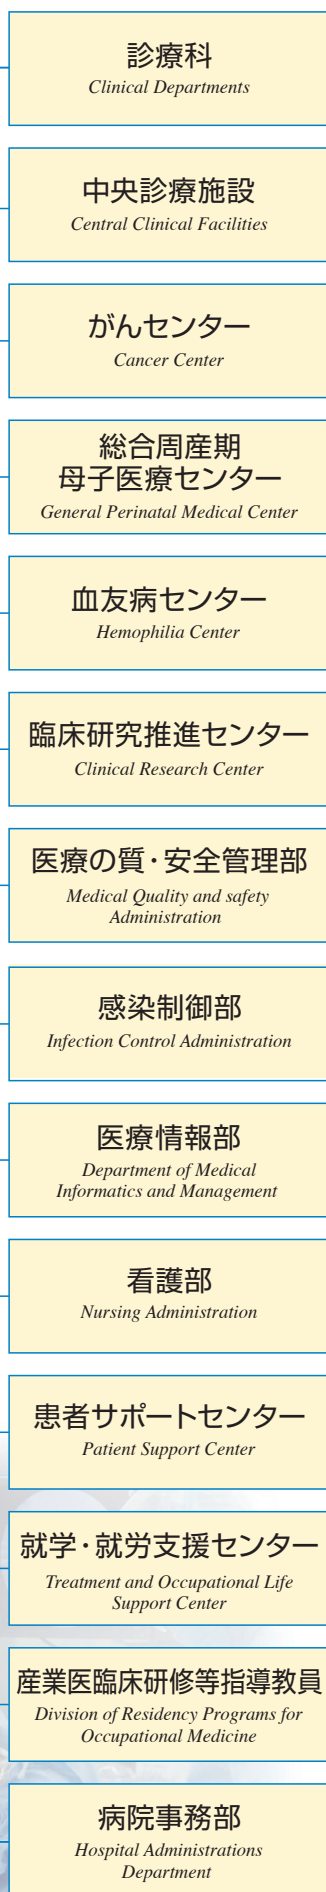 診療科
Clinical Departments
中央診療施設
Central Clinical Facilities
がんセンター
Cancer Center
総合周産期
母子医療センター
General Perinatal Medical Center
血友病センター
Hemophilia Center
臨床研究推進センター
Clinical Research Center
医療の質・安全管理部
Medical Quality and safety
Administration
感染制御部
Infection Control Administration
医療情報部
Department of Medical
Informatics and Management
看護部
Nursing Administration
患者サポートセンター
Patient Support Center
就学・就労支援センター
Treatment and Occupational Life
Support Center
産業医臨床研修等指導教員
Division of Residency Programs for
Occupational Medicine
病院事務部
Hospital Administrations
Department